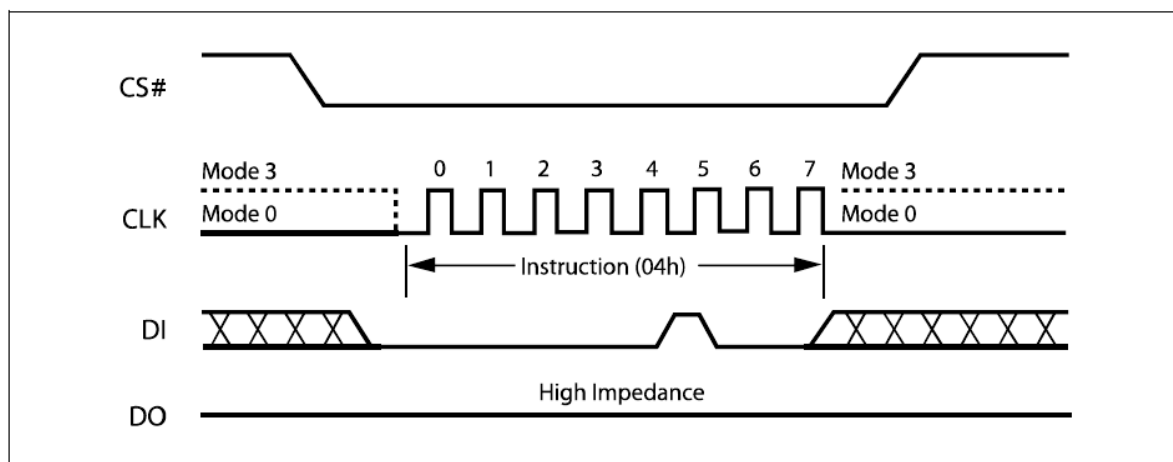 CS#
Mode 3
0 1 2 3 4 5 6 7
Mode 3
CLK
Mode 0
Mode 0
Instruction (04h)
DI
High Impedance
DO